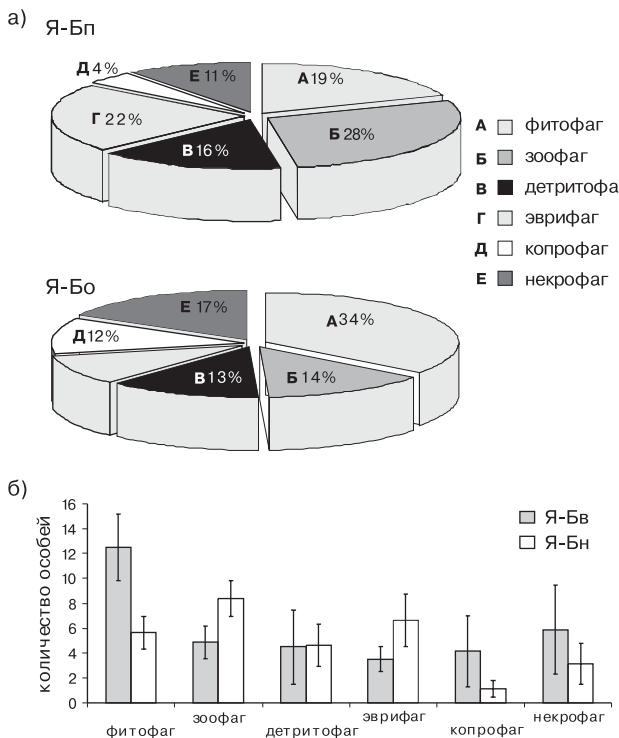 а)
Я-Бп
Д 4%
Е 11 %
А 19 %
Г 22 %
В 16 %
Б 28%
А фитофаг
Б зоофаг
В детритофа
Г эврифаг
Д копрофаг
Е некрофаг
Я-Бо
Е 17%
А 34 %
Д 12%
В 13%
Б 14 %
б)
количество особей
16
14
12
10
8
6
4
2
0
Я-Бв
Я-Бн
фитофаг зоофаг детритофаг эврифаг копрофаг некрофаг